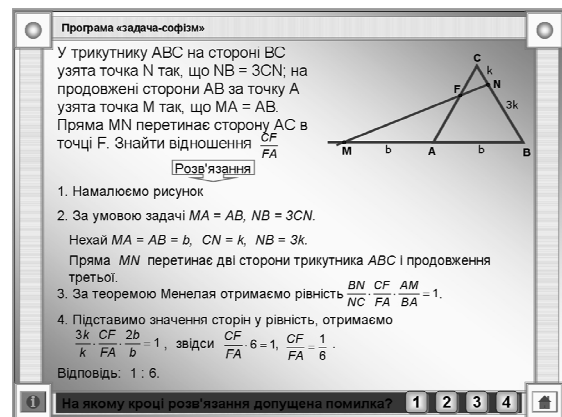 Програма «задача-софізм»
У трикутнику ABC на стороні BC
узята точка N так, що NB = 3CN; на
продовжені сторони AB за точку A
узята точка M так, що MA = AB.
Пряма MN перетинає сторону AC в
точці F. Знайти відношення CF/FA
C
k
N
F
3k
M b A b B
Розв'язання
1. Намалюємо рисунок
2. За умовою задачі MA = AB, NB = 3CN.
Нехай MA = AB = b, CN = k, NB = 3k.
Пряма MN перетинає дві сторони трикутника ABC і продовження
третьої.
3. За теоремою Менелая отримаємо рівність BN/NC · CF/FA · AM/BA = 1.
4. Підставимо значення сторін у рівність, отримаємо
3k/k · CF/FA · 2b/b = 1 , звідси CF/FA · 6 = 1, CF/FA = 1/6 .
Відповідь: 1 : 6.
На якому кроці розв'язання допущена помилка? 1 2 3 4